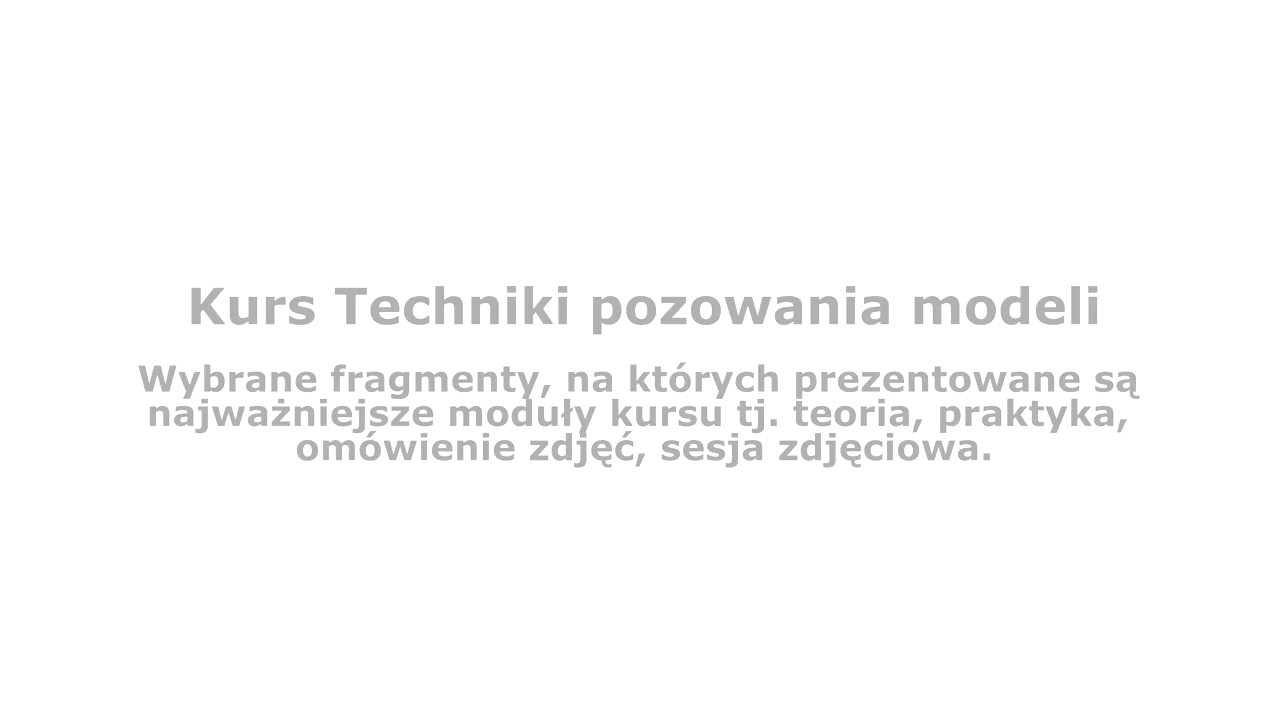 Kurs Techniki pozowania modeli
Wybrane fragmenty, na których prezentowane są
najważniejsze moduły kursu tj. teoria, praktyka,
omówienie zdjęć, sesja zdjęciowa.